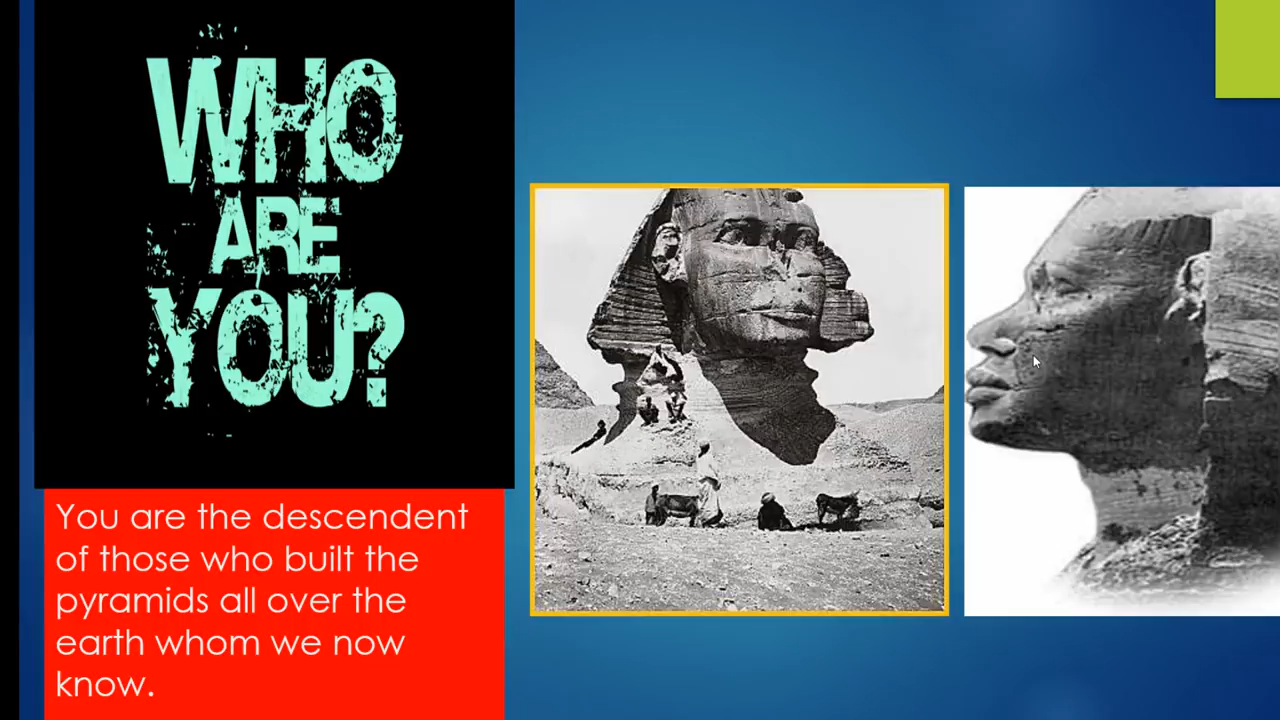 WHO
ARE
YOU?
You are the descendent
of those who built the
pyramids all over the
earth whom we now
know.